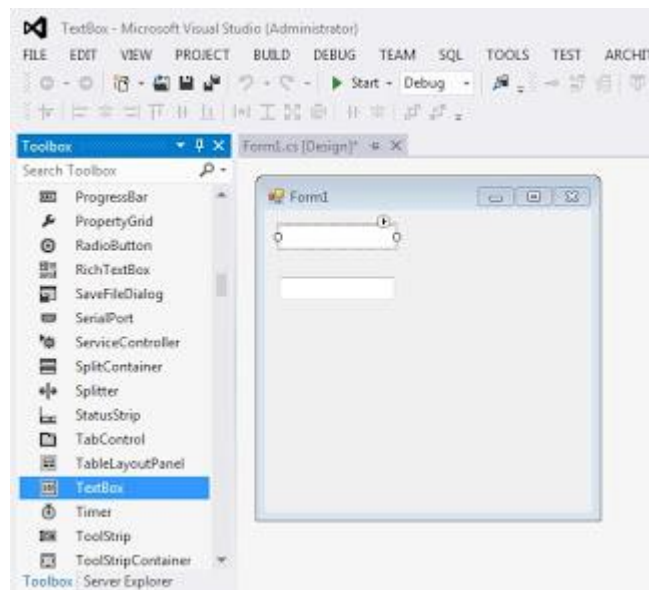 TextBox - Microsoft Visual Studio (Administrator)
FILE EDIT VIEW PROJECT BUILD DEBUG TEAM SQL TOOLS TEST ARCHIT
Start - Debug
Toolbox
Form1.cs [Design]*
Search Toolbox
Form1
ProgressBar
PropertyGrid
RadioButton
RichTextBox
SaveFileDialog
SerialPort
ServiceController
SplitContainer
Splitter
StatusStrip
TabControl
TableLayoutPanel
TextBox
Timer
ToolStrip
ToolStripContainer
Toolbox Server Explorer